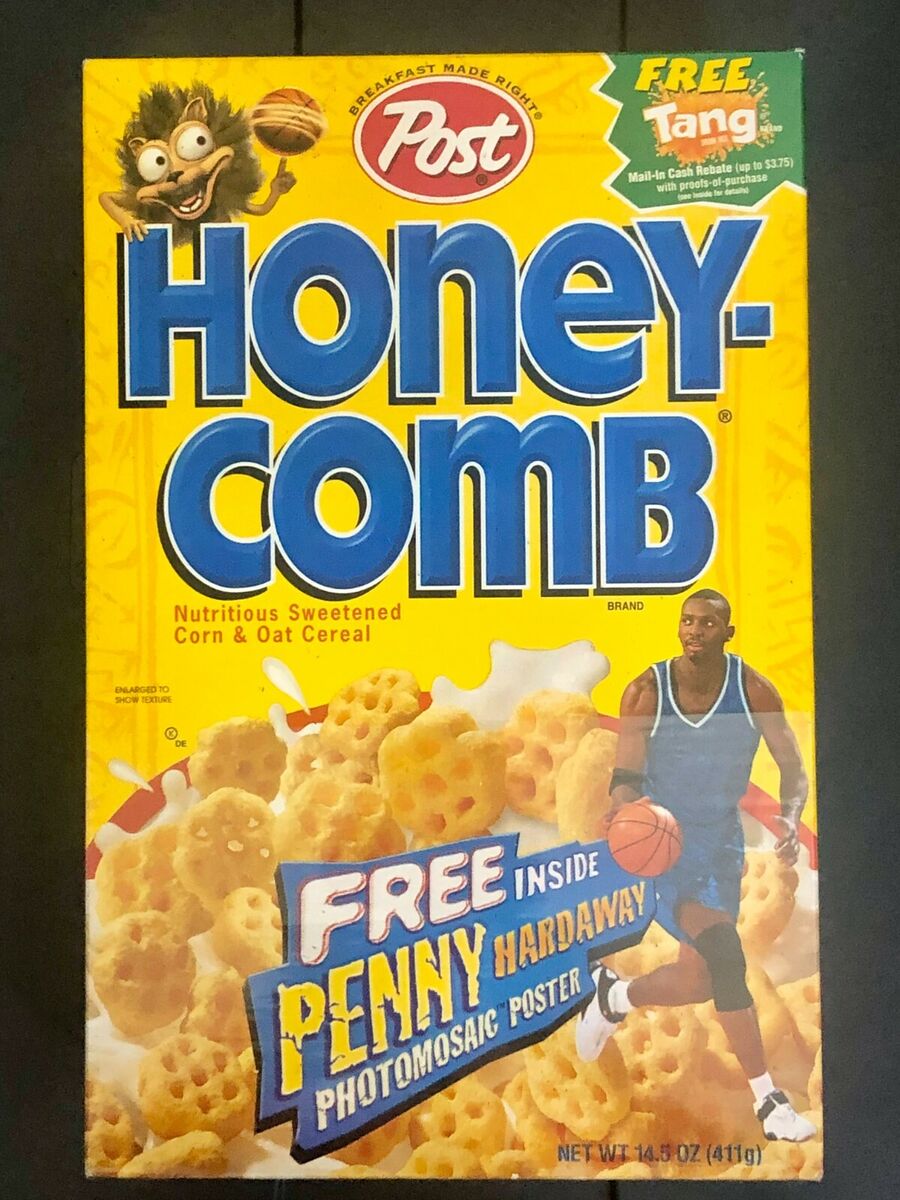 BREAKFAST MADE RIGHT®
Post®
FREE
Tang
Mail-In Cash Rebate (up to $3.75)
with proofs-of-purchase
(see inside for details)
HONEY-
COMB®
BRAND
Nutritious Sweetened
Corn & Oat Cereal
ENLARGED TO
SHOW TEXTURE
K
DE
FREE INSIDE
PENNY HARDAWAY
PHOTOMOSAIC™ POSTER
NET WT 14.5 OZ (411g)